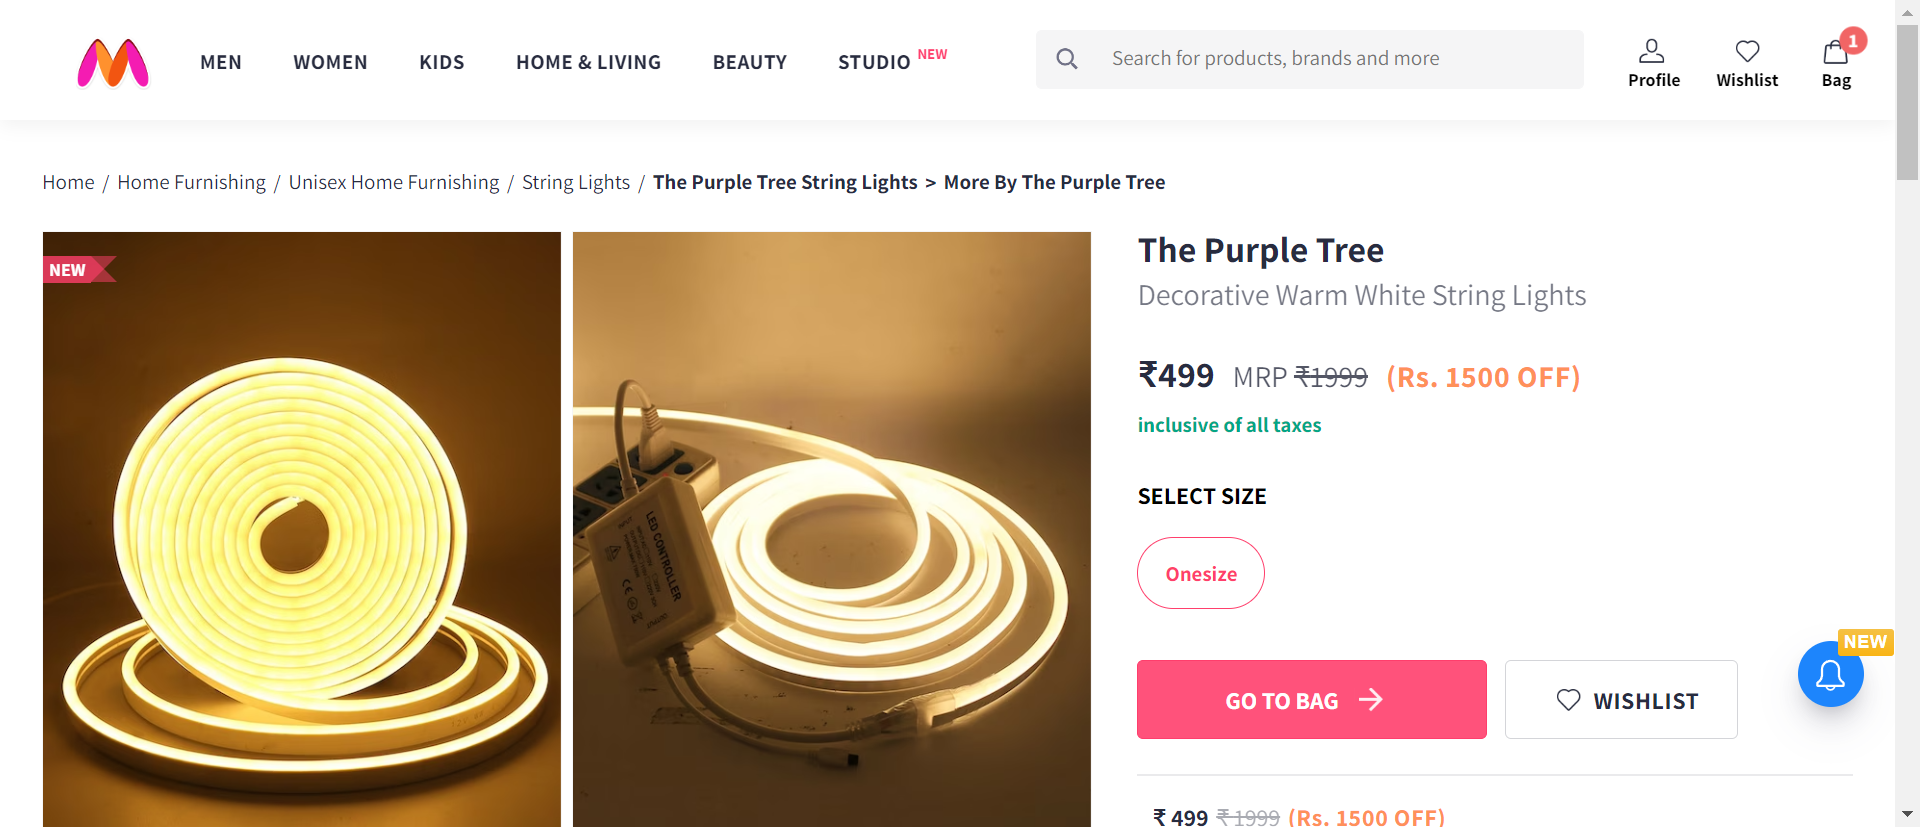 MEN WOMEN KIDS HOME & LIVING BEAUTY STUDIO NEW
Search for products, brands and more
Profile Wishlist Bag 1
Home / Home Furnishing / Unisex Home Furnishing / String Lights / The Purple Tree String Lights > More By The Purple Tree
NEW
LED CONTROLLER
The Purple Tree
Decorative Warm White String Lights
₹499 MRP ₹1999 (Rs. 1500 OFF)
inclusive of all taxes
SELECT SIZE
Onesize
NEW
GO TO BAG
WISHLIST
₹ 499 ₹ 1999 (Rs. 1500 OFF)